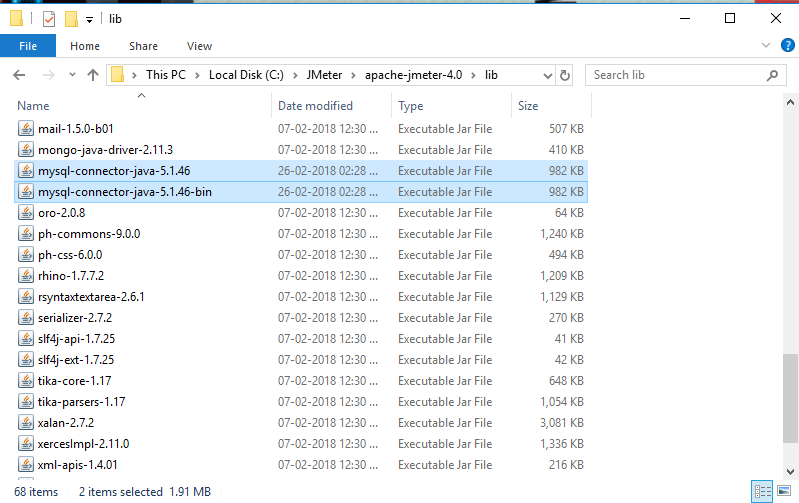 lib
File Home Share View
This PC Local Disk (C:) JMeter apache-jmeter-4.0 lib Search lib
Name Date modified Type Size
mail-1.5.0-b01 07-02-2018 12:30 ... Executable Jar File 507 KB
mongo-java-driver-2.11.3 07-02-2018 12:30 ... Executable Jar File 410 KB
mysql-connector-java-5.1.46 26-02-2018 02:28 ... Executable Jar File 982 KB
mysql-connector-java-5.1.46-bin 26-02-2018 02:28 ... Executable Jar File 982 KB
oro-2.0.8 07-02-2018 12:30 ... Executable Jar File 64 KB
ph-commons-9.0.0 07-02-2018 12:30 ... Executable Jar File 1,240 KB
ph-css-6.0.0 07-02-2018 12:30 ... Executable Jar File 494 KB
rhino-1.7.7.2 07-02-2018 12:30 ... Executable Jar File 1,209 KB
rsyntaxtextarea-2.6.1 07-02-2018 12:30 ... Executable Jar File 1,129 KB
serializer-2.7.2 07-02-2018 12:30 ... Executable Jar File 270 KB
slf4j-api-1.7.25 07-02-2018 12:30 ... Executable Jar File 41 KB
slf4j-ext-1.7.25 07-02-2018 12:30 ... Executable Jar File 42 KB
tika-core-1.17 07-02-2018 12:30 ... Executable Jar File 648 KB
tika-parsers-1.17 07-02-2018 12:30 ... Executable Jar File 1,054 KB
xalan-2.7.2 07-02-2018 12:30 ... Executable Jar File 3,081 KB
xercesImpl-2.11.0 07-02-2018 12:30 ... Executable Jar File 1,336 KB
xml-apis-1.4.01 07-02-2018 12:30 ... Executable Jar File 216 KB
68 items 2 items selected 1.91 MB